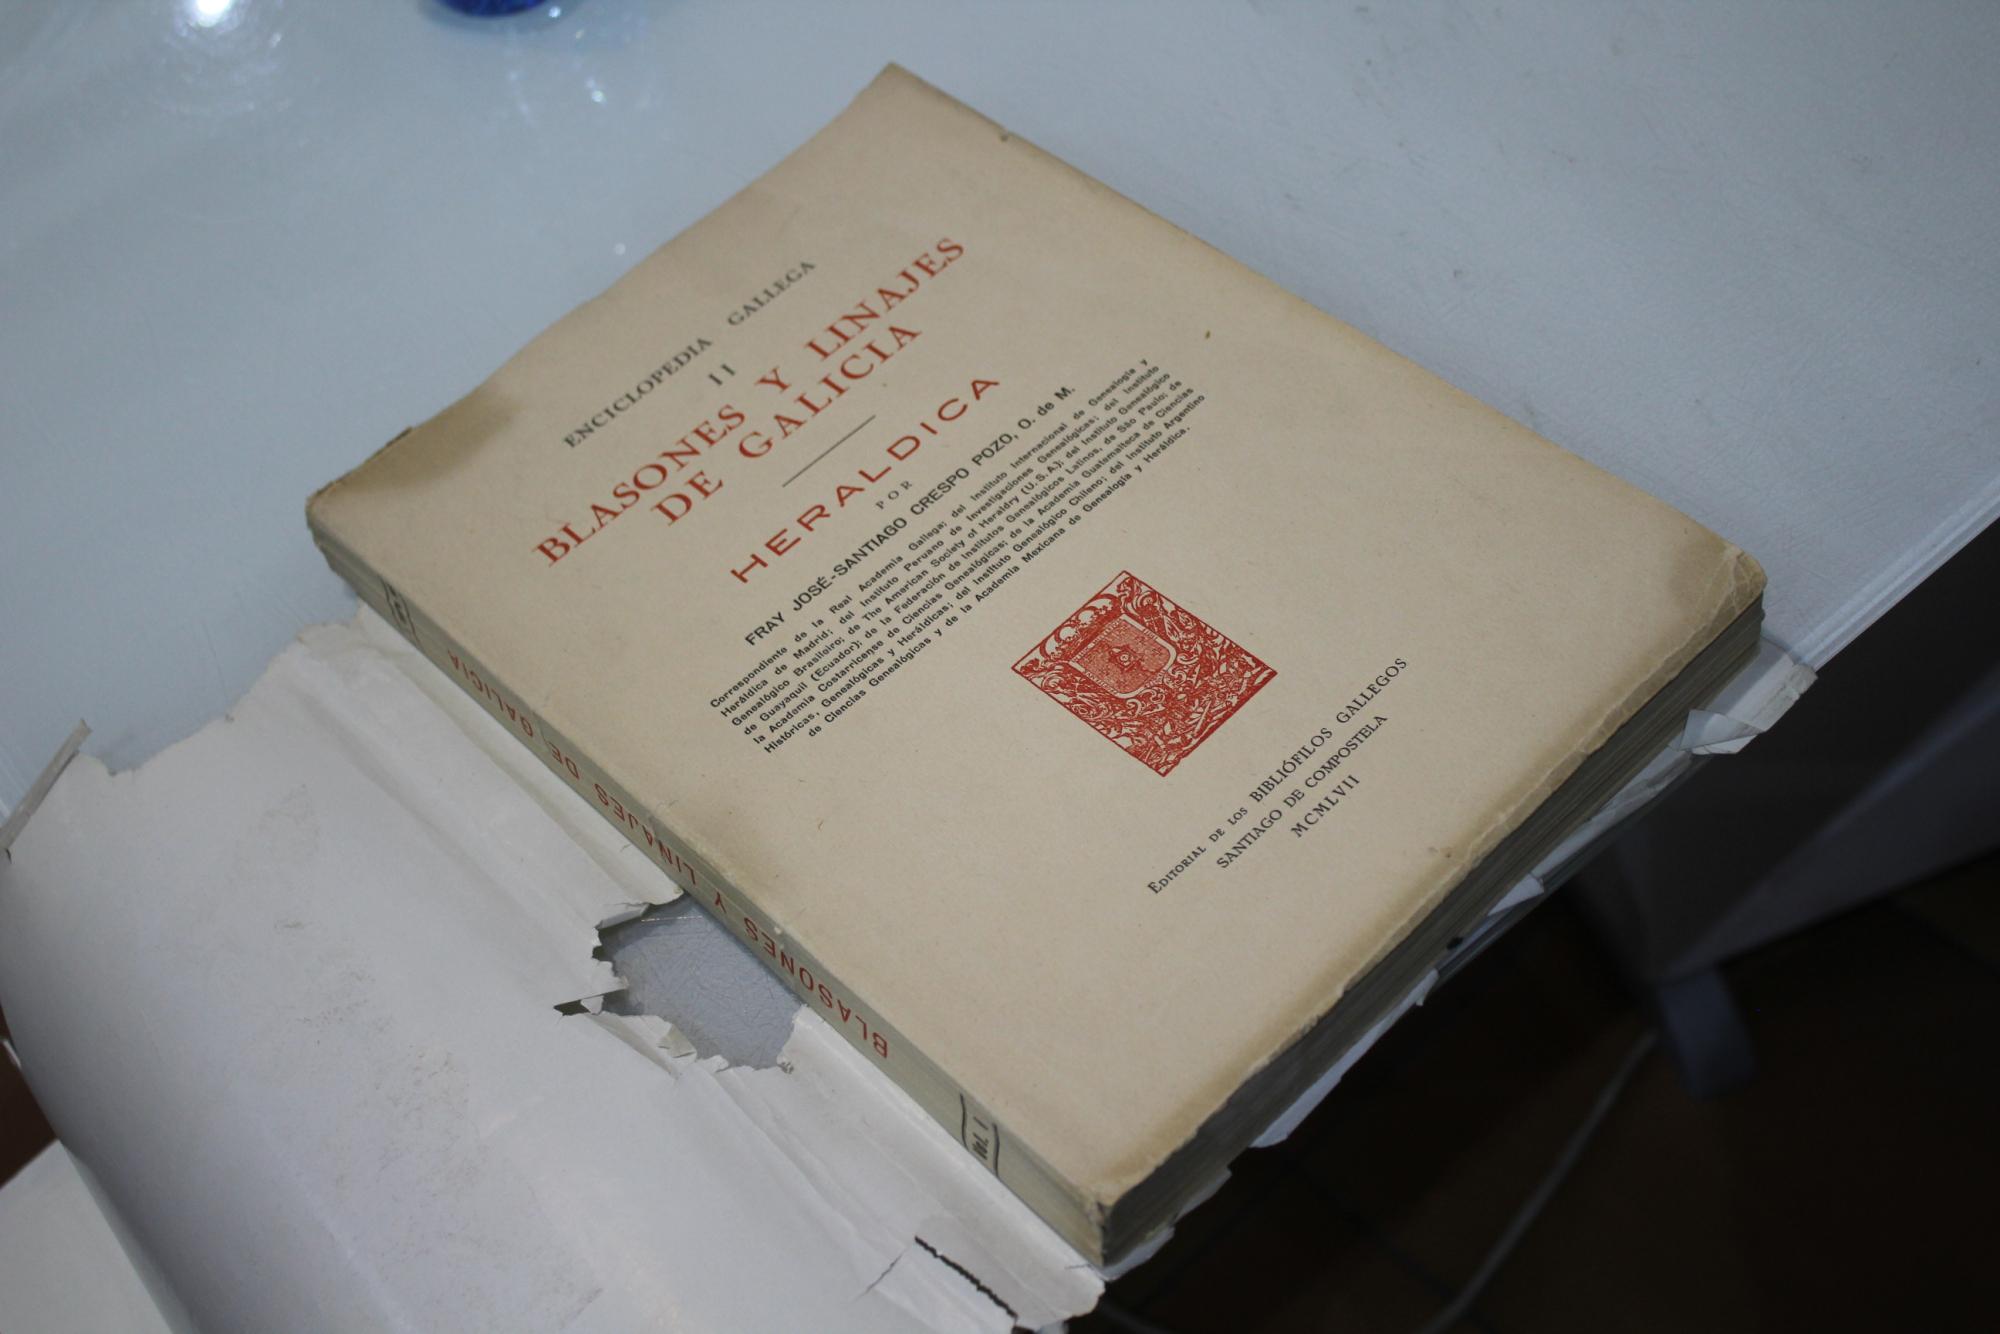 ENCICLOPEDIA GALLEGA
II
BLASONES Y LINAJES
DE GALICIA
HERALDICA
POR
FRAY JOSÉ-SANTIAGO CRESPO POZO, O. de M.
Correspondiente de la Real Academia Gallega; del Instituto Internacional de Genealogía y
Heráldica de Madrid; del Instituto Peruano de Investigaciones Genealógicas; del Instituto
Genealógico Brasileiro; de The American Society of Heraldry (U.S.A.); del Instituto Genealógico
de Guayaquil (Ecuador); de la Federación de Institutos Genealógicos Latinos, de São Paulo; de
la Academia Costarricense de Ciencias Genealógicas; de la Academia Guatemalteca de Ciencias
Históricas, Genealógicas y Heráldicas; del Instituto Genealógico Chileno; del Instituto Argentino
de Ciencias Genealógicas y de la Academia Mexicana de Genealogía y Heráldica.
EDITORIAL DE LOS BIBLIÓFILOS GALLEGOS
SANTIAGO DE COMPOSTELA
MCMLVII
BLASONES Y LINAJES DE GALICIA
Vol. I